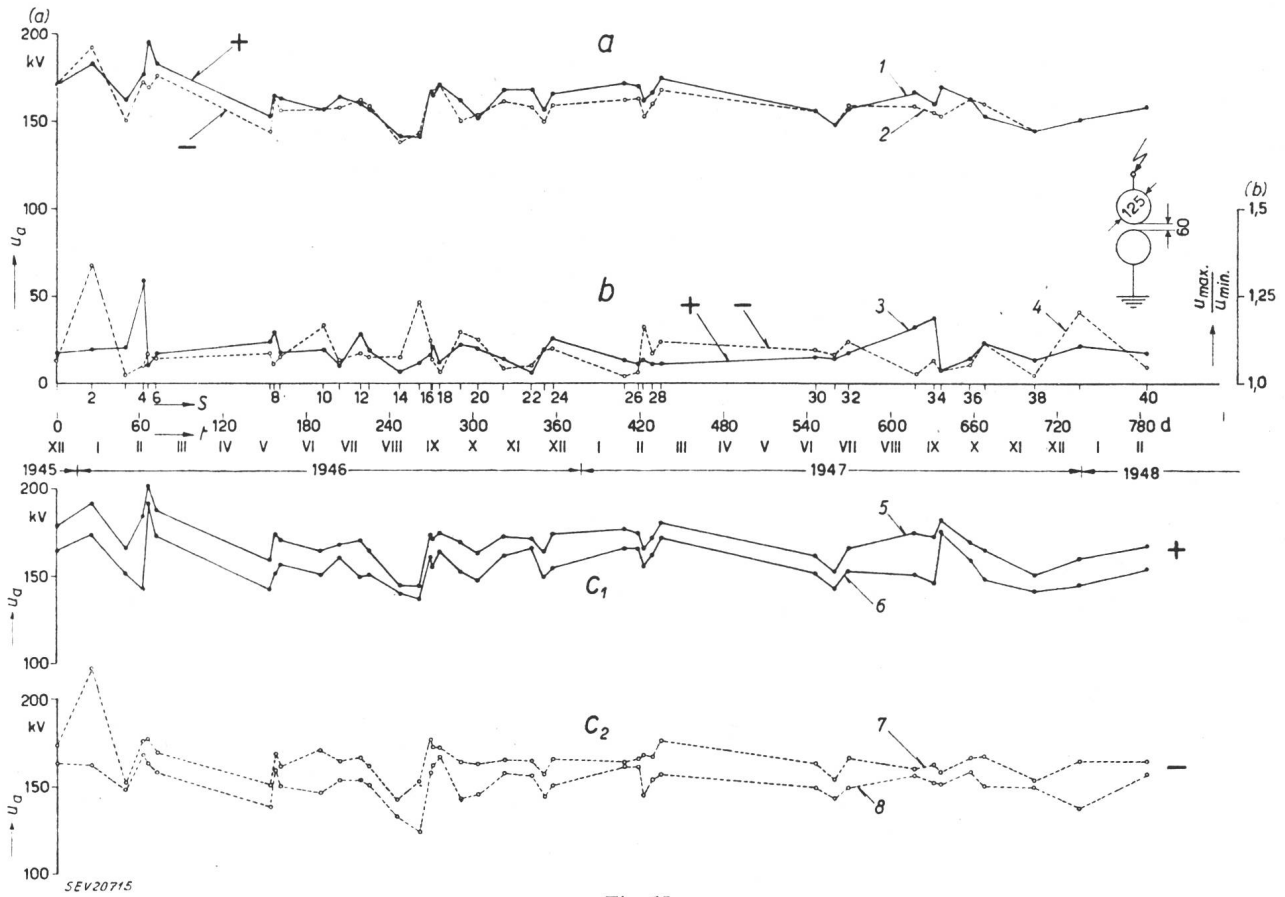 (a)
200
kV
150
100
50
0
u_a
+
−
a
1
2
b
+
−
3
4
125
60
(b)
1,5
1,25
1,0
u max.
u min.
2 4 6 S 8 10 12 14 16 18 20 22 24 26 28 30 32 34 36 38 40
0 60 t 120 180 240 300 360 420 480 540 600 660 720 780 d
XII I II III IV V VI VII VIII IX X XI XII I II III IV V VI VII VIII IX X XI XII I II
1945 1946 1947 1948
200
kV
150
100
u_a
C₁
5
6
+
200
kV
150
100
u_a
C₂
7
8
−
SEV20715